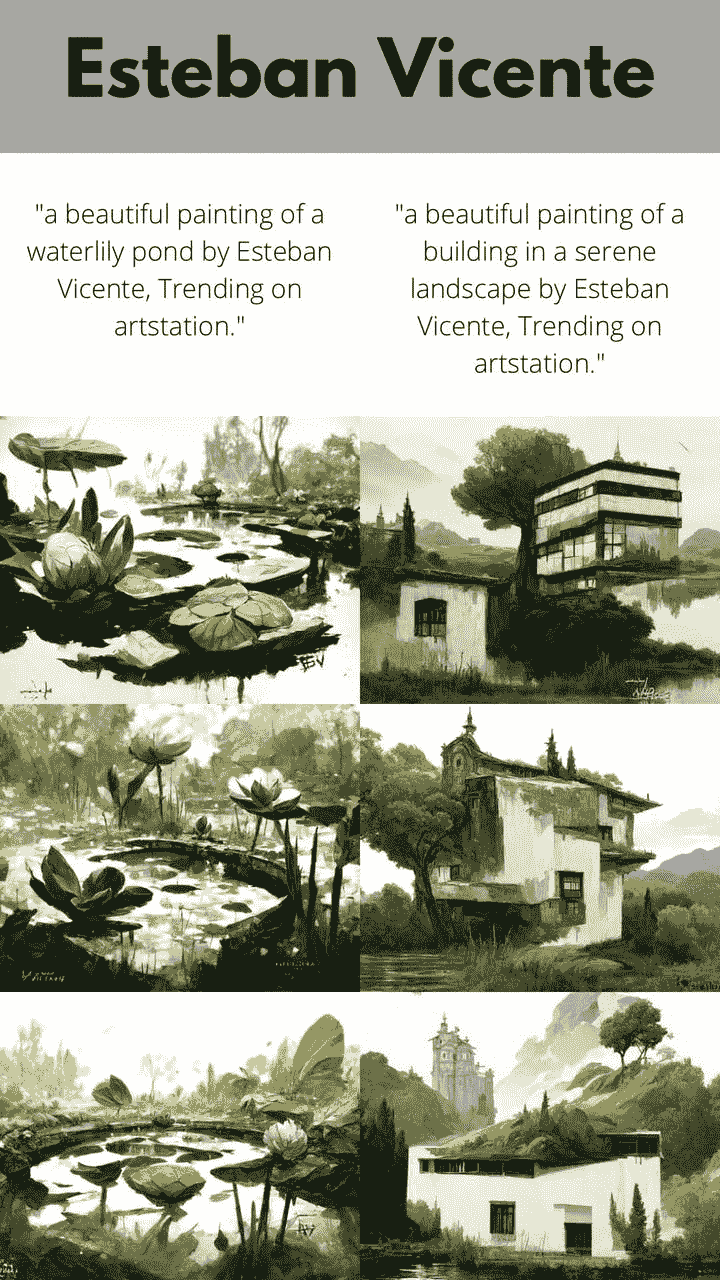 Esteban Vicente
"a beautiful painting of a
waterlily pond by Esteban
Vicente, Trending on
artstation."
"a beautiful painting of a
building in a serene
landscape by Esteban
Vicente, Trending on
artstation."